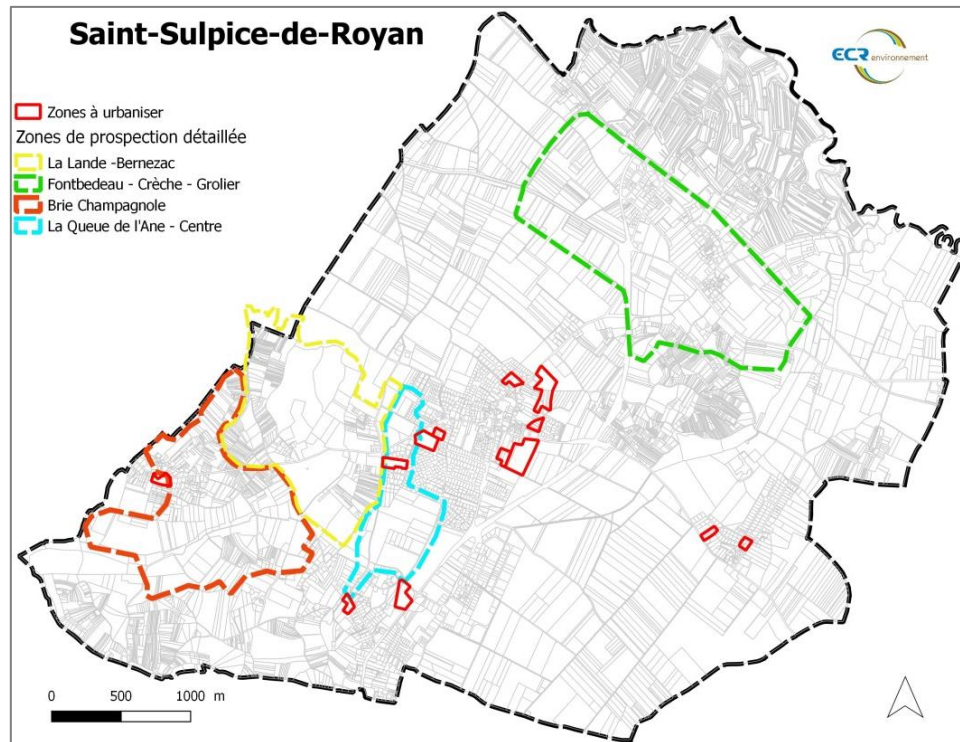 Saint-Sulpice-de-Royan
ECR environnement
Zones à urbaniser
Zones de prospection détaillée
La Lande -Bernezac
Fontbedeau - Crèche - Grolier
Brie Champagnole
La Queue de l'Ane - Centre
0 500 1000 m